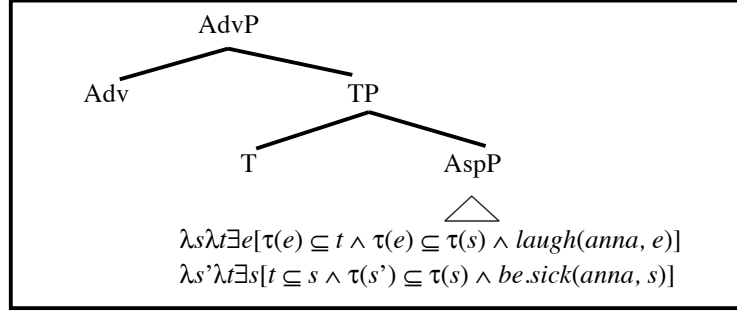 AdvP
Adv TP
T AspP
λsλt∃e[τ(e) ⊆ t ∧ τ(e) ⊆ τ(s) ∧ laugh(anna, e)]
λs’λt∃s[t ⊆ s ∧ τ(s’) ⊆ τ(s) ∧ be.sick(anna, s)]